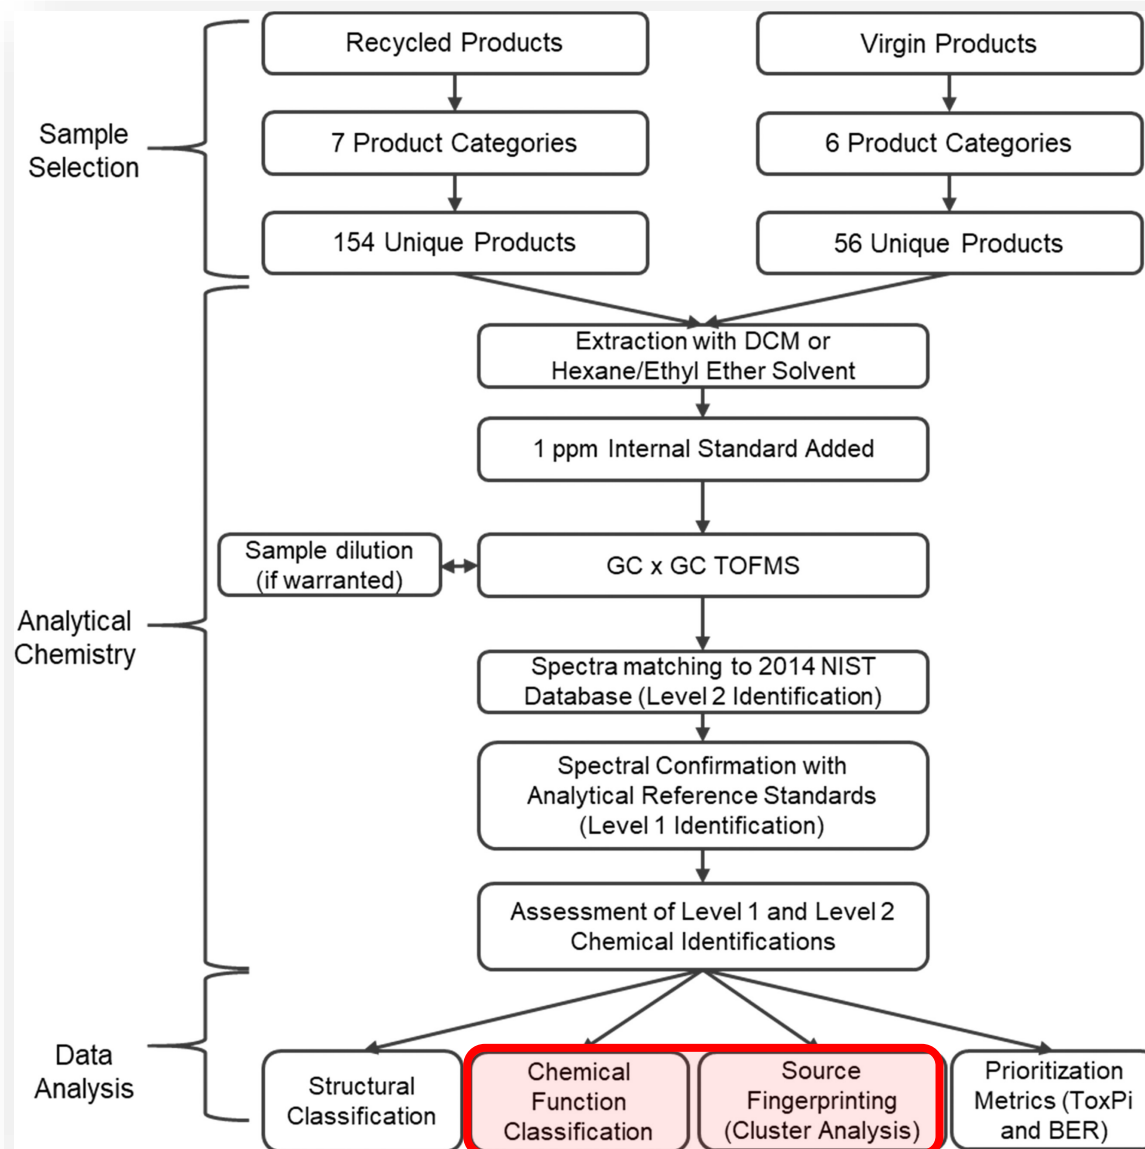 Recycled Products
Virgin Products
Sample
Selection
7 Product Categories
6 Product Categories
154 Unique Products
56 Unique Products
Extraction with DCM or
Hexane/Ethyl Ether Solvent
1 ppm Internal Standard Added
Sample dilution
(if warranted)
GC x GC TOFMS
Analytical
Chemistry
Spectra matching to 2014 NIST
Database (Level 2 Identification)
Spectral Confirmation with
Analytical Reference Standards
(Level 1 Identification)
Assessment of Level 1 and Level 2
Chemical Identifications
Data
Analysis
Structural
Classification
Chemical
Function
Classification
Source
Fingerprinting
(Cluster Analysis)
Prioritization
Metrics (ToxPi
and BER)